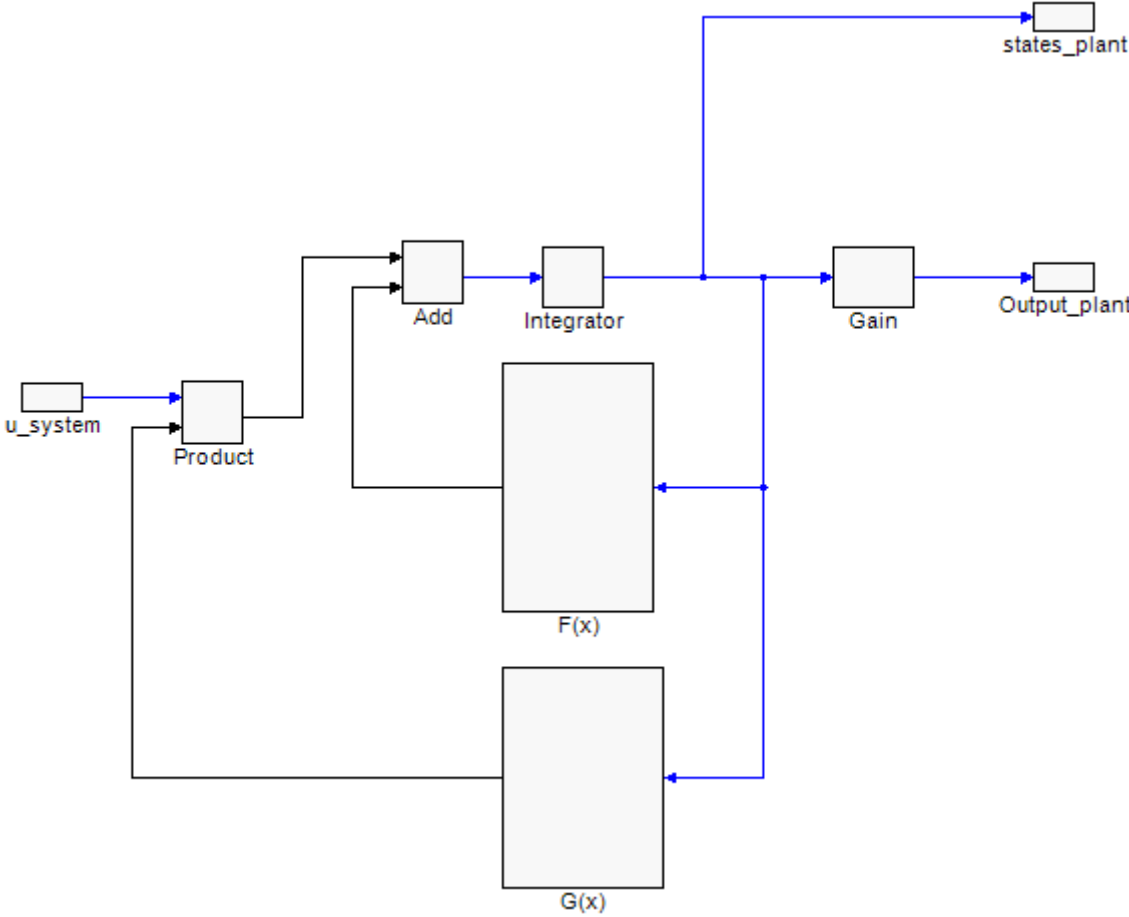 states_plant
Add
Integrator
Gain
Output_plant
u_system
Product
F(x)
G(x)